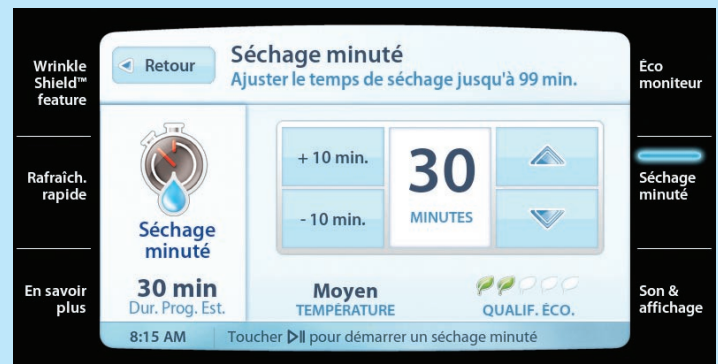 Wrinkle
Shield™
feature
Rafraîch.
rapide
En savoir
plus
Retour
Séchage minuté
Ajuster le temps de séchage jusqu'à 99 min.
Séchage
minuté
30 min
Dur. Prog. Est.
+ 10 min.
- 10 min.
30
MINUTES
Moyen
TEMPÉRATURE
QUALIF. ÉCO.
8:15 AM
Toucher pour démarrer un séchage minuté
Éco
moniteur
Séchage
minuté
Son &
affichage